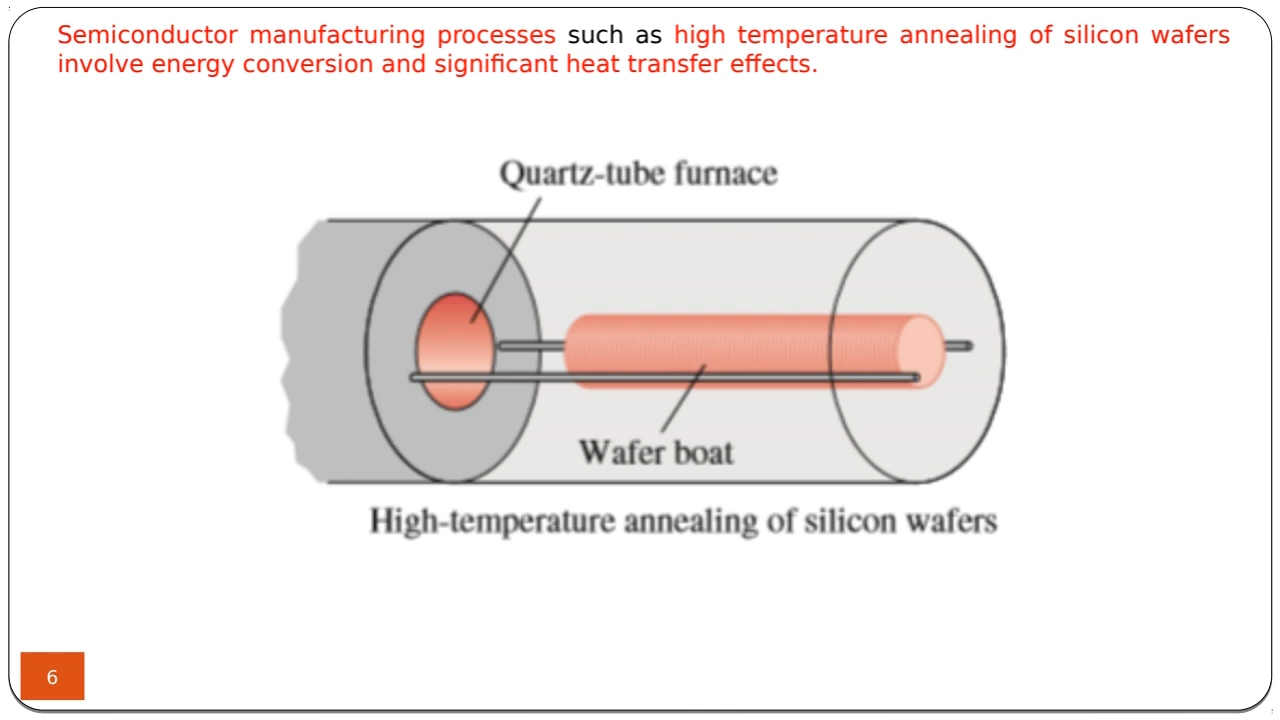 Semiconductor manufacturing processes such as high temperature annealing of silicon wafers
involve energy conversion and significant heat transfer effects.
Quartz-tube furnace
Wafer boat
High-temperature annealing of silicon wafers
6